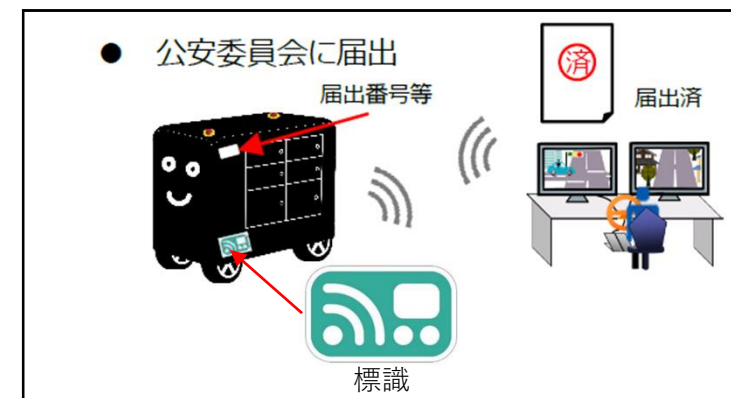 ● 公安委員会に届出
届出番号等
済
届出済
標識